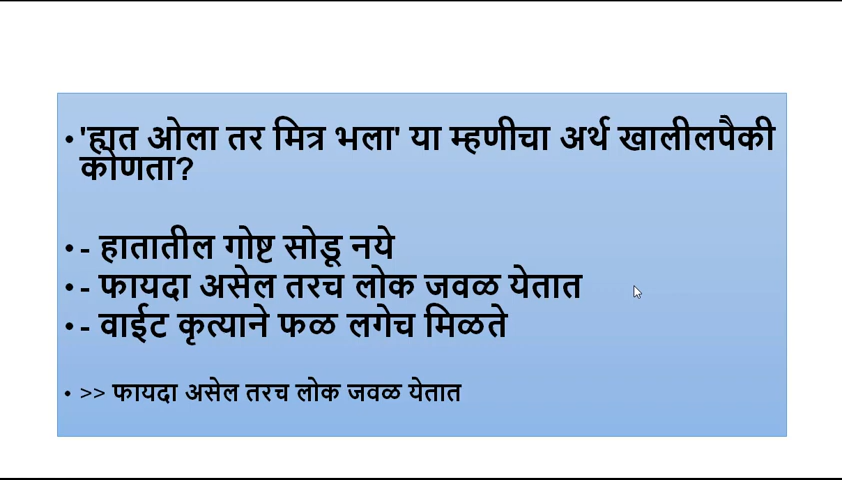 • 'ह्यात ओला तर मित्र भला' या म्हणीचा अर्थ खालीलपैकी
कोणता?
• - हातातील गोष्ट सोडू नये
• - फायदा असेल तरच लोक जवळ येतात
• - वाईट कृत्याने फळ लगेच मिळते
• >> फायदा असेल तरच लोक जवळ येतात